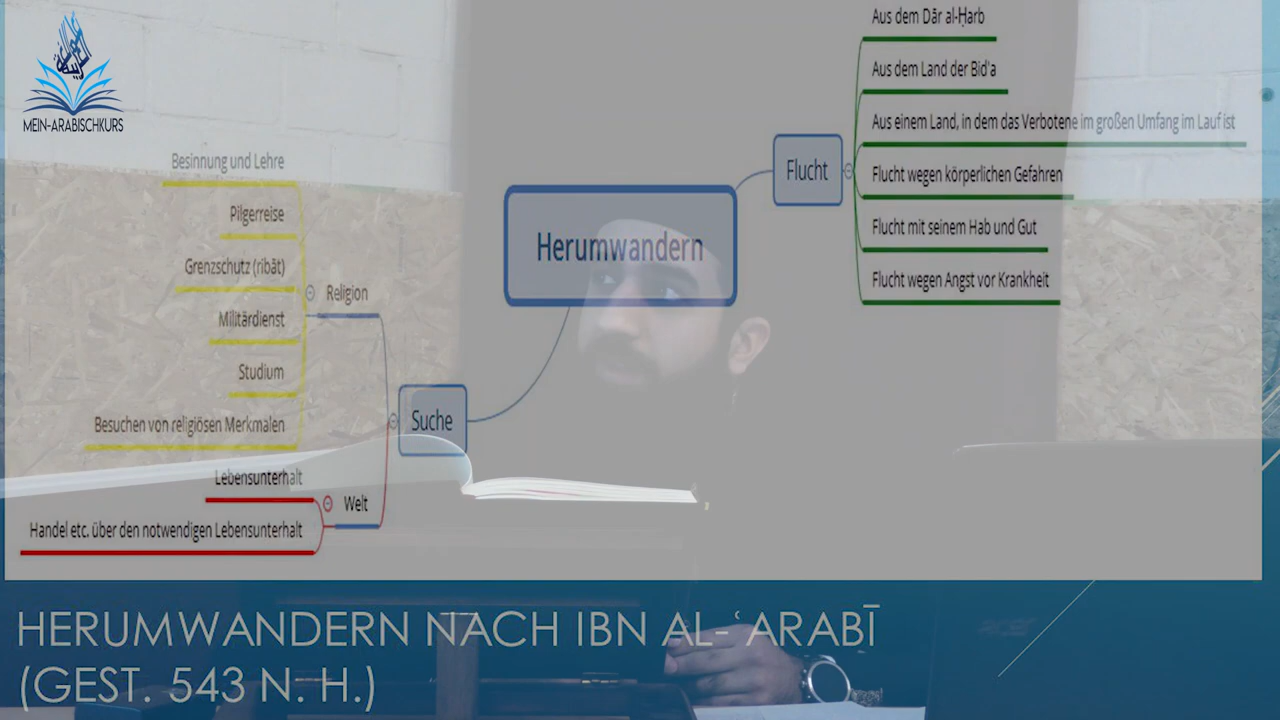 MEIN-ARABISCHKURS
Herumwandern
Flucht
Aus dem Dār al-Ḥarb
Aus dem Land der Bid'a
Aus einem Land, in dem das Verbotene im großen Umfang im Lauf ist
Flucht wegen körperlichen Gefahren
Flucht mit seinem Hab und Gut
Flucht wegen Angst vor Krankheit
Suche
Religion
Besinnung und Lehre
Pilgerreise
Grenzschutz (ribāt)
Militärdienst
Studium
Besuchen von religiösen Merkmalen
Welt
Lebensunterhalt
Handel etc. über den notwendigen Lebensunterhalt
HERUMWANDERN NACH IBN AL-ʿARABĪ
(GEST. 543 N. H.)